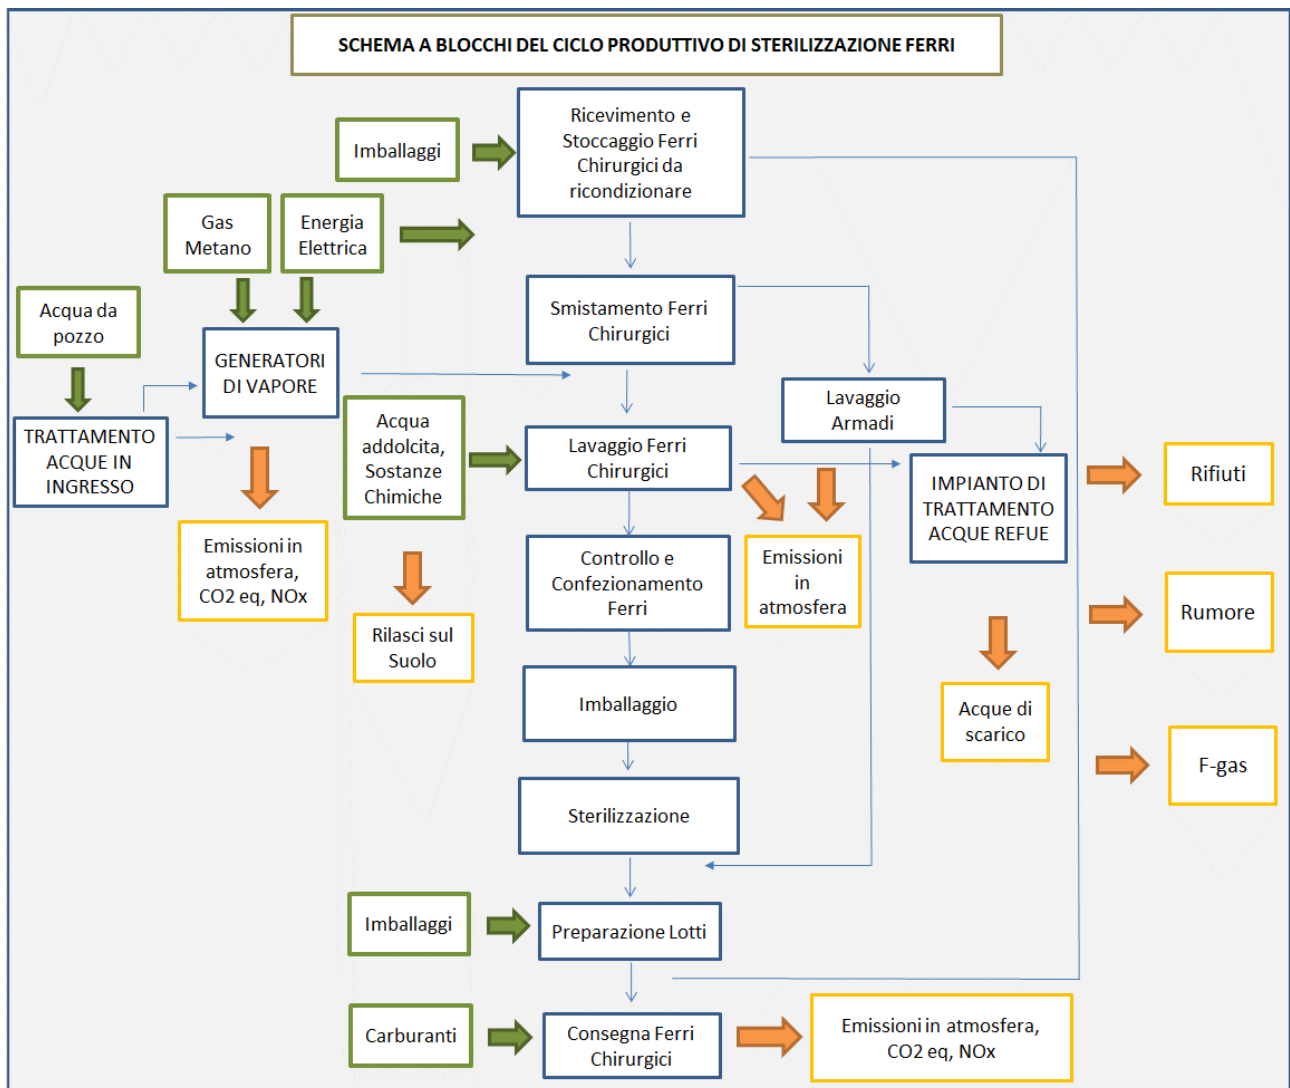 SCHEMA A BLOCCHI DEL CICLO PRODUTTIVO DI STERILIZZAZIONE FERRI
Imballaggi
Ricevimento e
Stoccaggio Ferri
Chirurgici da
ricondizionare
Gas
Metano
Energia
Elettrica
Acqua da
pozzo
GENERATORI
DI VAPORE
Smistamento Ferri
Chirurgici
Lavaggio
Armadi
TRATTAMENTO
ACQUE IN
INGRESSO
Acqua
addolcita,
Sostanze
Chimiche
Lavaggio Ferri
Chirurgici
IMPIANTO DI
TRATTAMENTO
ACQUE REFUE
Rifiuti
Emissioni in
atmosfera,
CO2 eq, NOx
Controllo e
Confezionamento
Ferri
Emissioni
in
atmosfera
Rumore
Rilasci sul
Suolo
Imballaggio
Acque di
scarico
F-gas
Sterilizzazione
Imballaggi
Preparazione Lotti
Carburanti
Consegna Ferri
Chirurgici
Emissioni in atmosfera,
CO2 eq, NOx